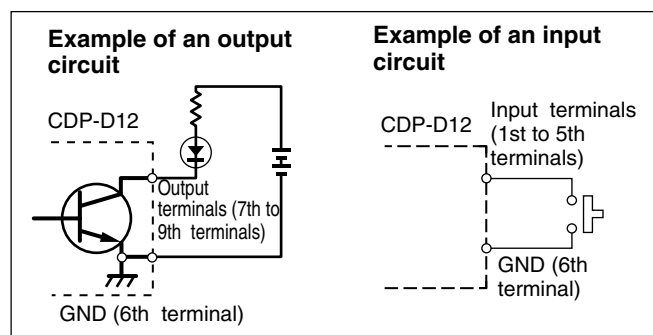 Example of an output
circuit
CDP-D12
Output
terminals (7th to
9th terminals)
GND (6th terminal)
Example of an input
circuit
CDP-D12
Input terminals
(1st to 5th
terminals)
GND (6th
terminal)